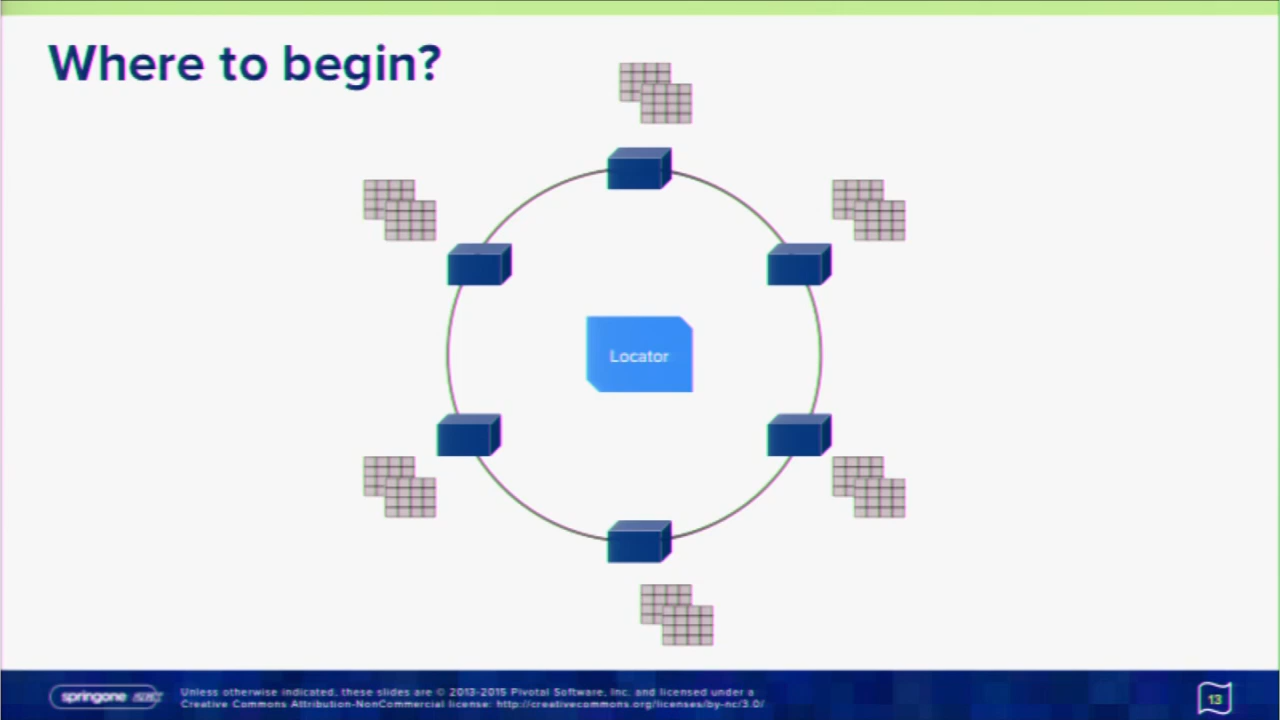 Where to begin?
Locator
springone
Unless otherwise indicated, these slides are © 2013-2015 Pivotal Software, Inc. and licensed under a
Creative Commons Attribution-NonCommercial license: http://creativecommons.org/licenses/by-nc/3.0/
13